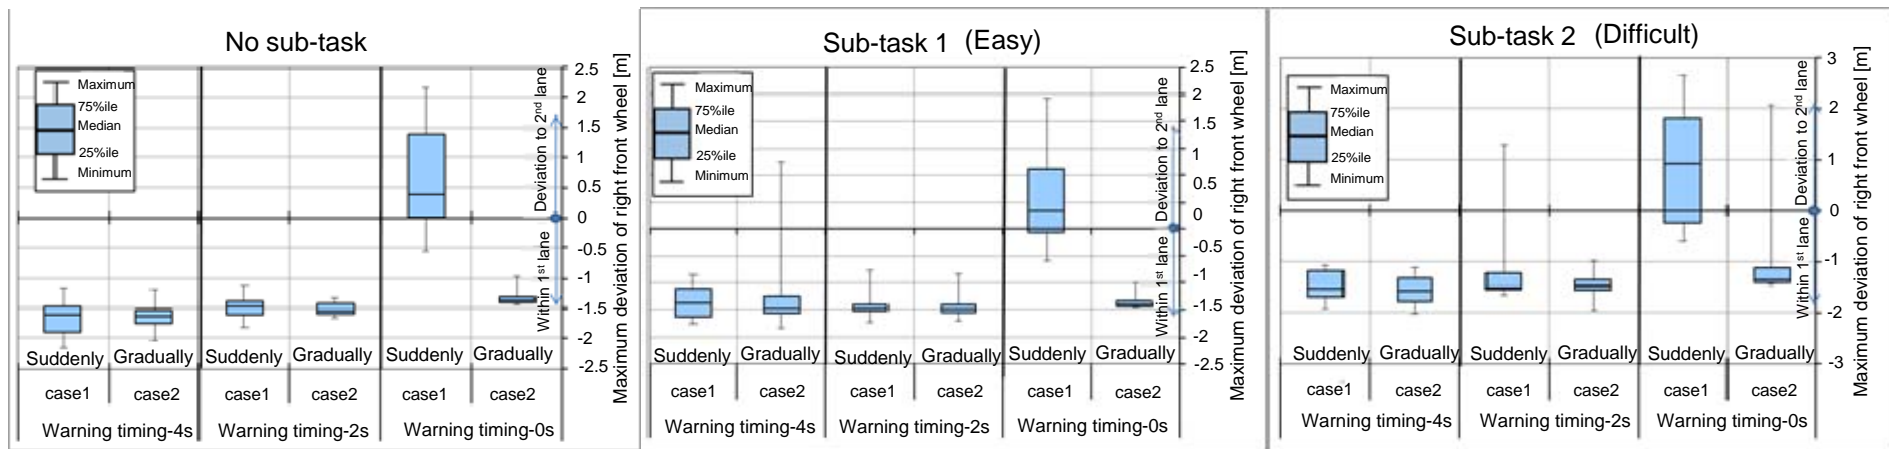 No sub-task
Maximum
75%ile
Median
25%ile
Minimum
2.5
2
1.5
1
0.5
0
-0.5
-1
-1.5
-2
-2.5
Deviation to 2nd lane
Within 1st lane
Maximum deviation of right front wheel [m]
Suddenly Gradually Suddenly Gradually Suddenly Gradually
case1 case2 case1 case2 case1 case2
Warning timing-4s Warning timing-2s Warning timing-0s
Sub-task 1 (Easy)
Maximum
75%ile
Median
25%ile
Minimum
2.5
2
1.5
1
0.5
0
-0.5
-1
-1.5
-2
-2.5
Deviation to 2nd lane
Within 1st lane
Maximum deviation of right front wheel [m]
Suddenly Gradually Suddenly Gradually Suddenly Gradually
case1 case2 case1 case2 case1 case2
Warning timing-4s Warning timing-2s Warning timing-0s
Sub-task 2 (Difficult)
Maximum
75%ile
Median
25%ile
Minimum
3
2
1
0
-1
-2
-3
Deviation to 2nd lane
Within 1st lane
Maximum deviation of right front wheel [m]
Suddenly Gradually Suddenly Gradually Suddenly Gradually
case1 case2 case1 case2 case1 case2
Warning timing-4s Warning timing-2s Warning timing-0s